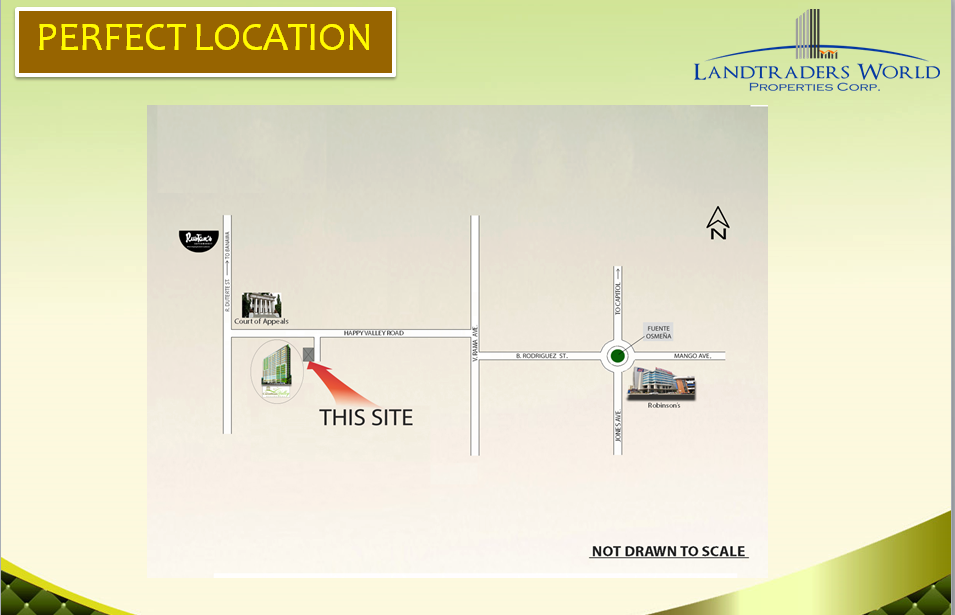 PERFECT LOCATION
LANDTRADERS WORLD
PROPERTIES CORP.
Rustan's
R. DUTERTE ST.
TO BANAWA
Court of Appeals
HAPPY VALLEY ROAD
V. RAMA AVE
N
TO CAPITOL
FUENTE
OSMEÑA
B. RODRIGUEZ ST.
MANGO AVE,
Robinson's
JONES AVE.
THIS SITE
NOT DRAWN TO SCALE